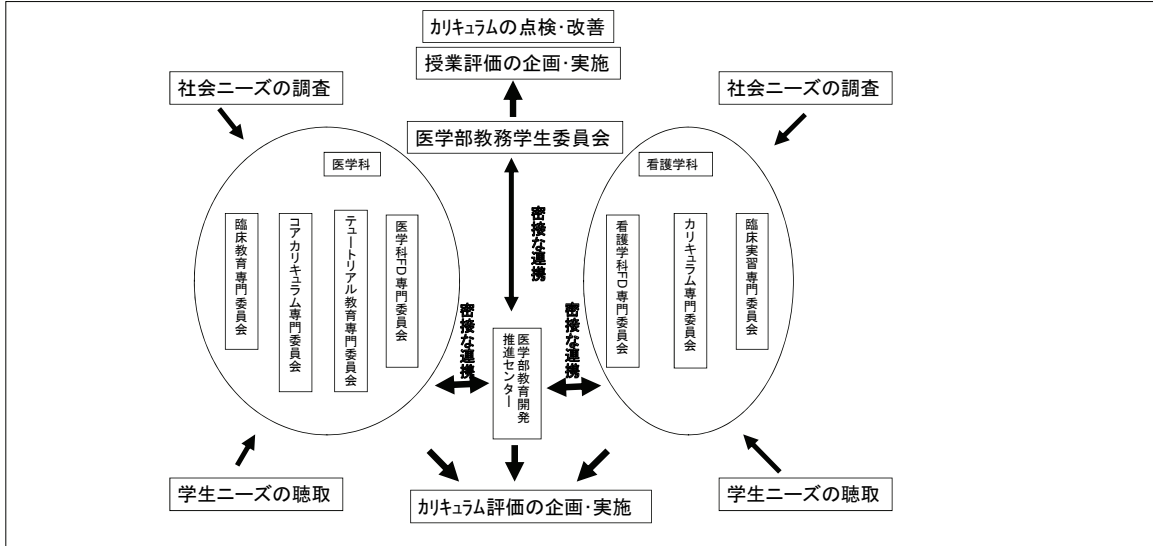 カリキュラムの点検・改善
授業評価の企画・実施
社会ニーズの調査
社会ニーズの調査
医学部教務学生委員会
医学科
看護学科
臨床教育専門委員会
コアカリキュラム専門委員会
テュートリアル教育専門委員会
医学科FD専門委員会
密接な連携
密接な連携
密接な連携
看護学科FD専門委員会
カリキュラム専門委員会
臨床実習専門委員会
医学部教育開発
推進センター
学生ニーズの聴取
カリキュラム評価の企画・実施
学生ニーズの聴取